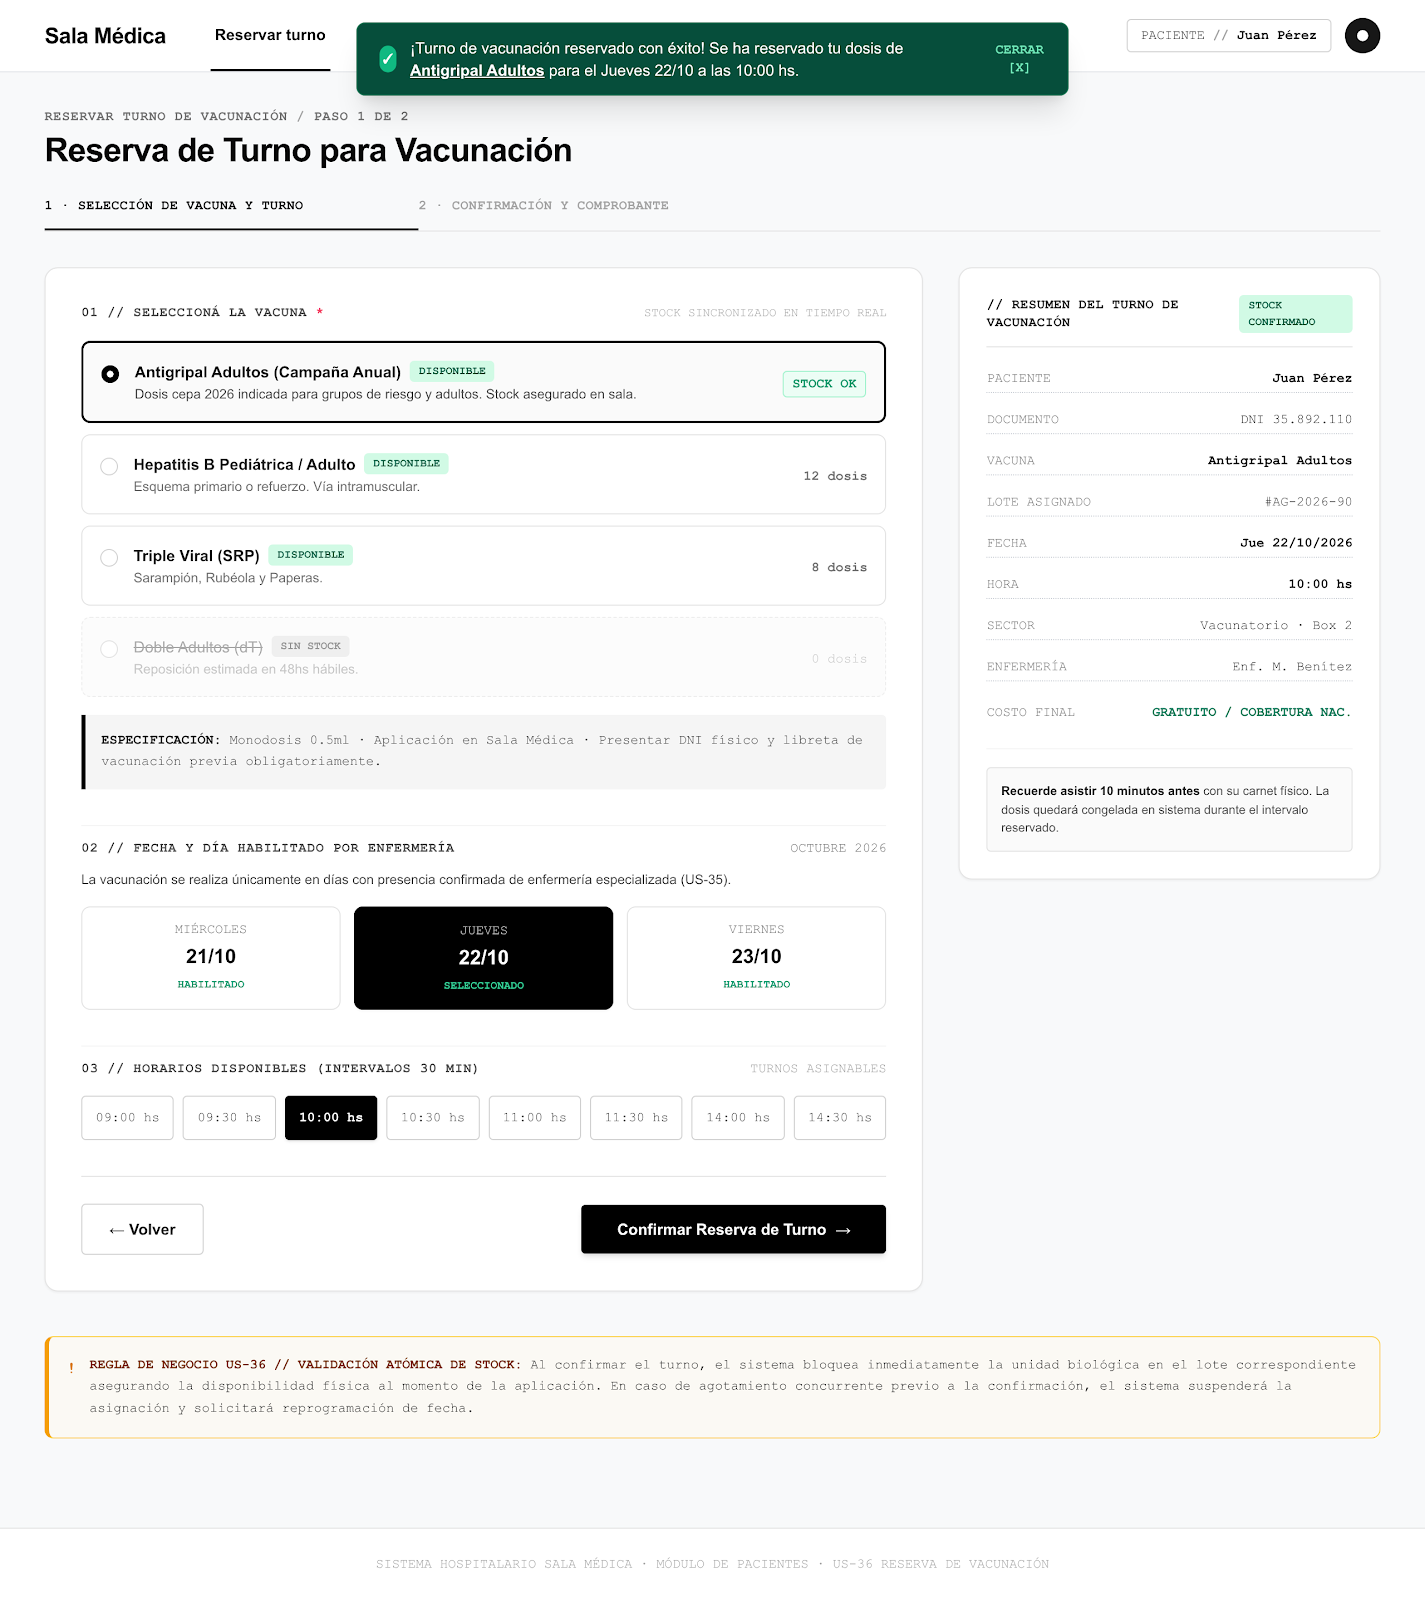 Sala Médica
Reservar turno
✓ ¡Turno de vacunación reservado con éxito! Se ha reservado tu dosis de
Antigripal Adultos para el Jueves 22/10 a las 10:00 hs.
CERRAR
[X]
PACIENTE // Juan Pérez
RESERVAR TURNO DE VACUNACIÓN / PASO 1 DE 2
Reserva de Turno para Vacunación
1 · SELECCIÓN DE VACUNA Y TURNO
2 · CONFIRMACIÓN Y COMPROBANTE
01 // SELECCIONÁ LA VACUNA *
STOCK SINCRONIZADO EN TIEMPO REAL
Antigripal Adultos (Campaña Anual) DISPONIBLE
Dosis cepa 2026 indicada para grupos de riesgo y adultos. Stock asegurado en sala.
STOCK OK
Hepatitis B Pediátrica / Adulto DISPONIBLE
Esquema primario o refuerzo. Vía intramuscular.
12 dosis
Triple Viral (SRP) DISPONIBLE
Sarampión, Rubéola y Paperas.
8 dosis
Doble Adultos (dT) SIN STOCK
Reposición estimada en 48hs hábiles.
0 dosis
ESPECIFICACIÓN: Monodosis 0.5ml · Aplicación en Sala Médica · Presentar DNI físico y libreta de
vacunación previa obligatoriamente.
02 // FECHA Y DÍA HABILITADO POR ENFERMERÍA
OCTUBRE 2026
La vacunación se realiza únicamente en días con presencia confirmada de enfermería especializada (US-35).
MIÉRCOLES
21/10
HABILITADO
JUEVES
22/10
SELECCIONADO
VIERNES
23/10
HABILITADO
03 // HORARIOS DISPONIBLES (INTERVALOS 30 MIN)
TURNOS ASIGNABLES
09:00 hs
09:30 hs
10:00 hs
10:30 hs
11:00 hs
11:30 hs
14:00 hs
14:30 hs
← Volver
Confirmar Reserva de Turno →
// RESUMEN DEL TURNO DE
VACUNACIÓN
STOCK
CONFIRMADO
PACIENTE Juan Pérez
DOCUMENTO DNI 35.892.110
VACUNA Antigripal Adultos
LOTE ASIGNADO #AG-2026-90
FECHA Jue 22/10/2026
HORA 10:00 hs
SECTOR Vacunatorio · Box 2
ENFERMERÍA Enf. M. Benítez
COSTO FINAL GRATUITO / COBERTURA NAC.
Recuerde asistir 10 minutos antes con su carnet físico. La
dosis quedará congelada en sistema durante el intervalo
reservado.
! REGLA DE NEGOCIO US-36 // VALIDACIÓN ATÓMICA DE STOCK: Al confirmar el turno, el sistema bloquea inmediatamente la unidad biológica en el lote correspondiente
asegurando la disponibilidad física al momento de la aplicación. En caso de agotamiento concurrente previo a la confirmación, el sistema suspenderá la
asignación y solicitará reprogramación de fecha.
SISTEMA HOSPITALARIO SALA MÉDICA · MÓDULO DE PACIENTES · US-36 RESERVA DE VACUNACIÓN